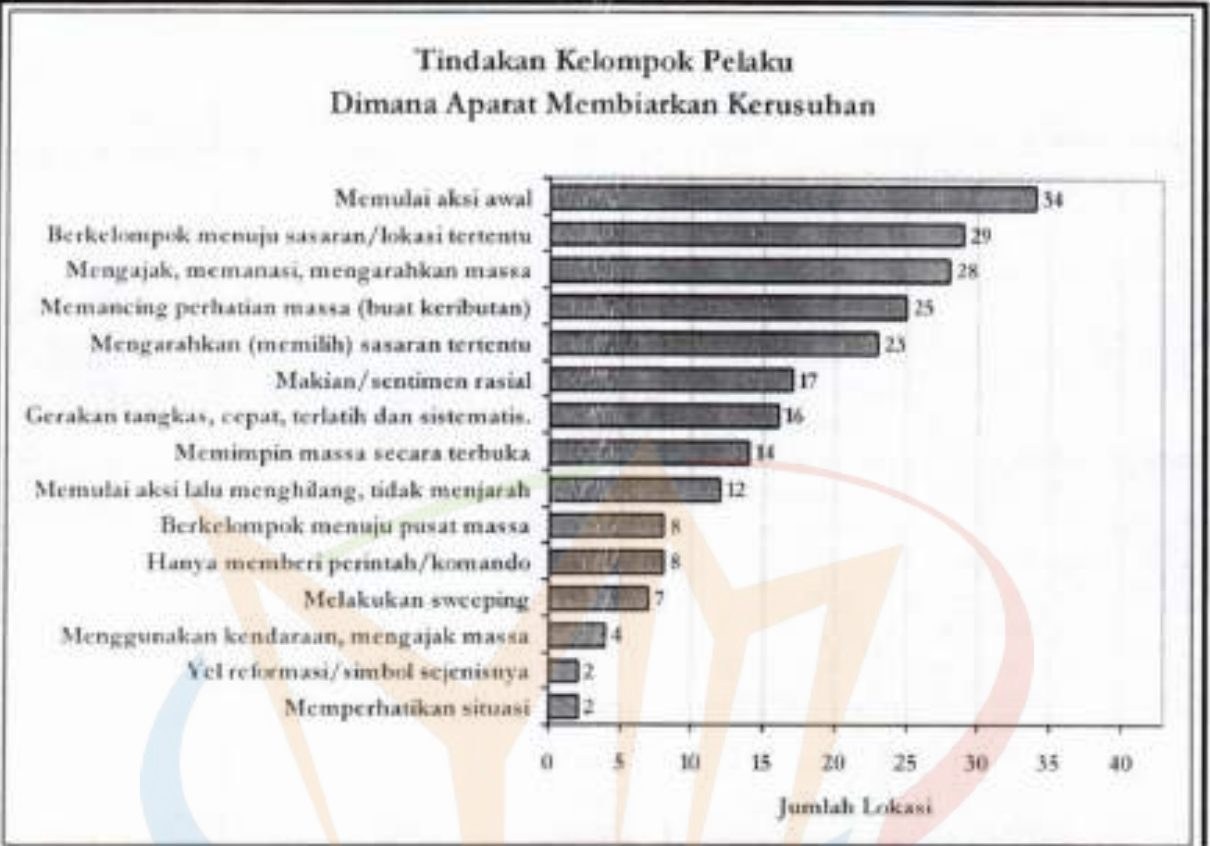 Tindakan Kelompok Pelaku
Dimana Aparat Membiarkan Kerusuhan
Memulai aksi awal 34
Berkelompok menuju sasaran/lokasi tertentu 29
Mengajak, memanasi, mengarahkan massa 28
Memancing perhatian massa (buat keributan) 25
Mengarahkan (memilih) sasaran tertentu 23
Makian/sentimen rasial 17
Gerakan tangkas, cepat, terlatih dan sistematis. 16
Memimpin massa secara terbuka 14
Memulai aksi lalu menghilang, tidak menjarah 12
Berkelompok menuju pusat massa 8
Hanya memberi perintah/komando 8
Melakukan sweeping 7
Menggunakan kendaraan, mengajak massa 4
Yel reformasi/simbol sejenisnya 2
Memperhatikan situasi 2
0 5 10 15 20 25 30 35 40
Jumlah Lokasi